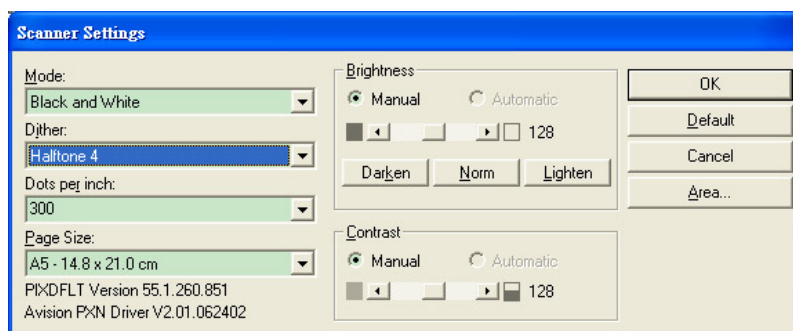 Scanner Settings
Mode:
Black and White
Dither:
Halftone 4
Dots per inch:
300
Page Size:
A5 - 14.8 x 21.0 cm
PIXDFLT Version 55.1.260.851
Avision PXN Driver V2.01.062402
Brightness
Manual Automatic
128
Darken Norm Lighten
Contrast
Manual Automatic
128
OK
Default
Cancel
Area...